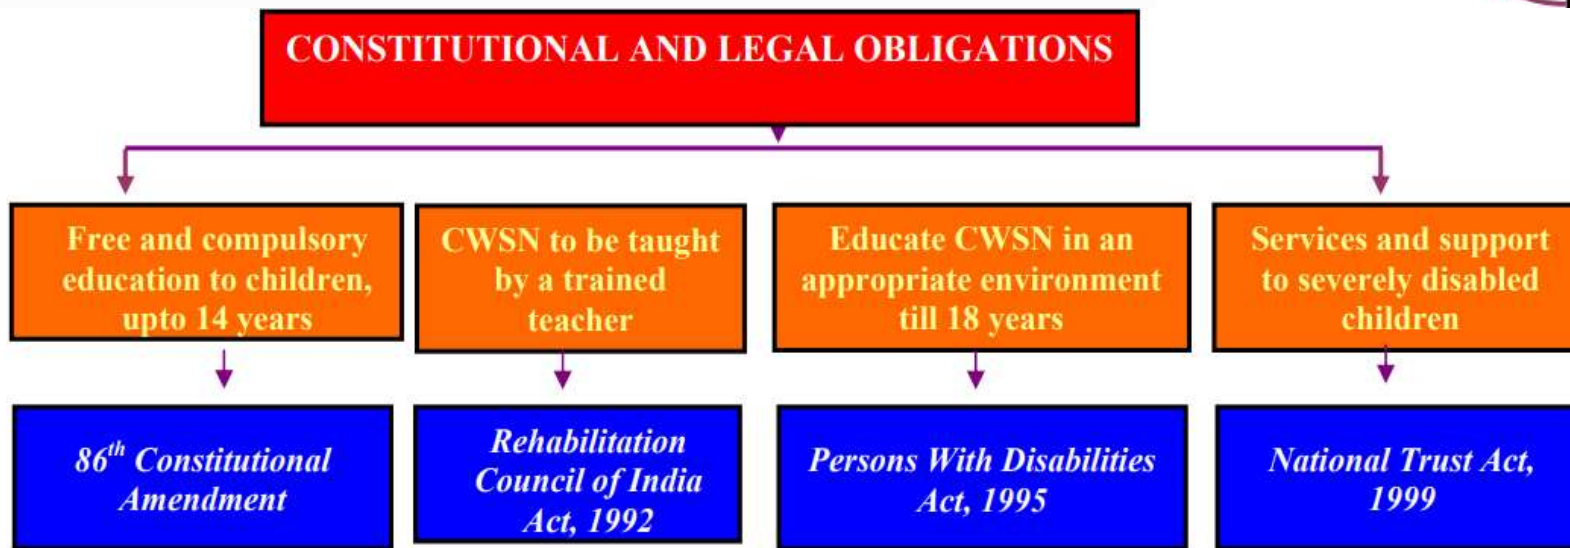 CONSTITUTIONAL AND LEGAL OBLIGATIONS
Free and compulsory
education to children,
upto 14 years
CWSN to be taught
by a trained
teacher
Educate CWSN in an
appropriate environment
till 18 years
Services and support
to severely disabled
children
86th Constitutional
Amendment
Rehabilitation
Council of India
Act, 1992
Persons With Disabilities
Act, 1995
National Trust Act,
1999